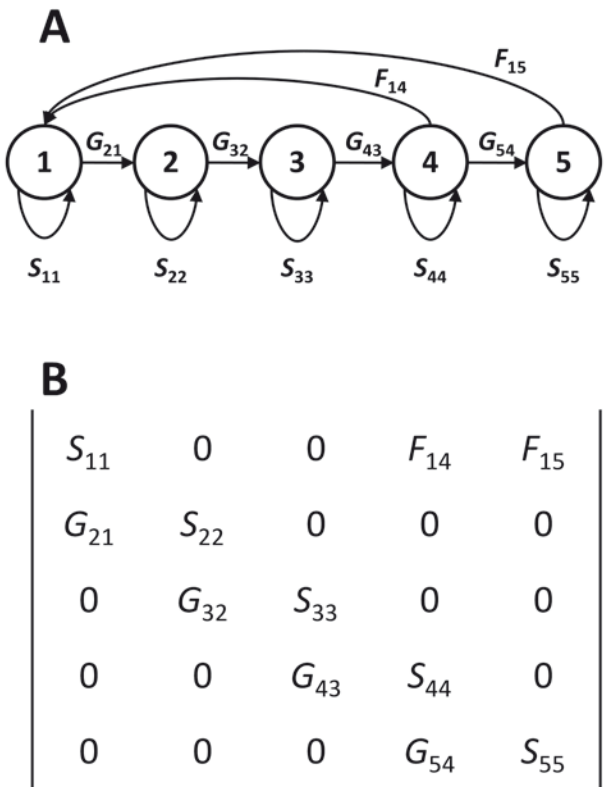 A
F15
F14
1 G21 2 G32 3 G43 4 G54 5
S11 S22 S33 S44 S55
B
S11 0 0 F14 F15
G21 S22 0 0 0
0 G32 S33 0 0
0 0 G43 S44 0
0 0 0 G54 S55